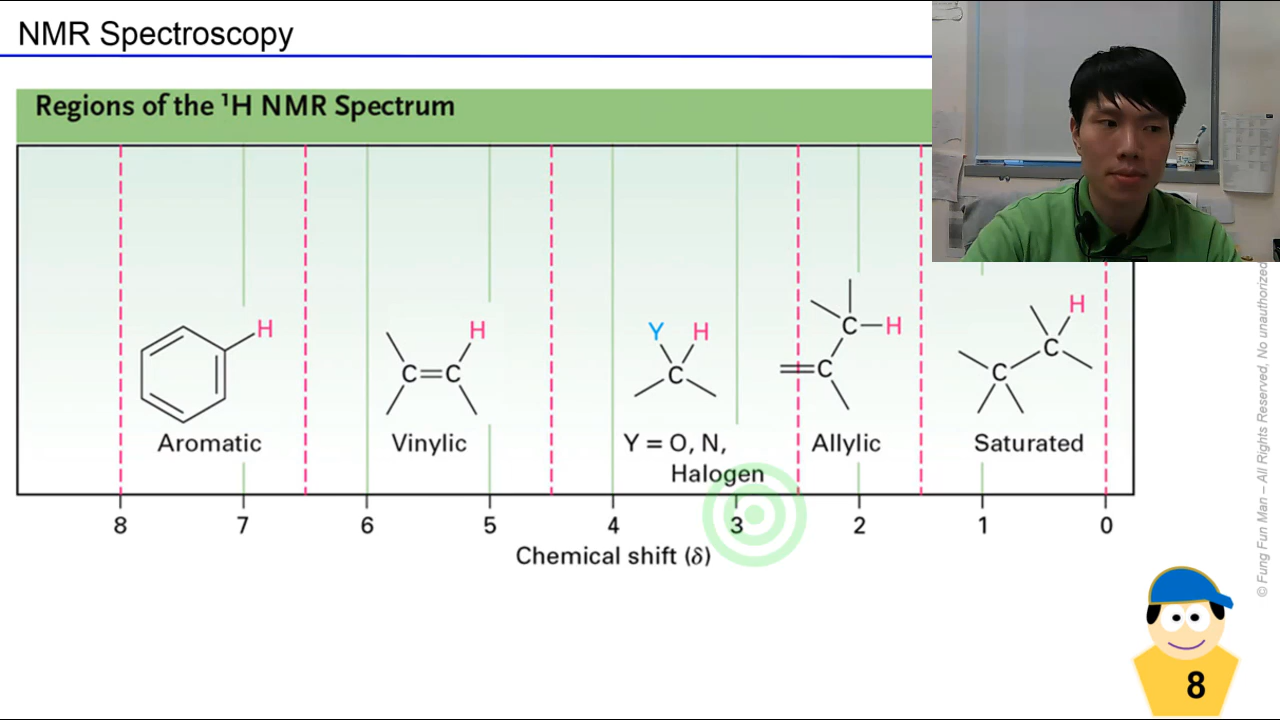 NMR Spectroscopy
Regions of the ¹H NMR Spectrum
H
H
C=C
Y H
C
C—H
C
H
C
C
Aromatic
Vinylic
Y = O, N,
Halogen
Allylic
Saturated
8 7 6 5 4 3 2 1 0
Chemical shift (δ)
© Fung Fun Man – All Rights Reserved, No unauthorized
8